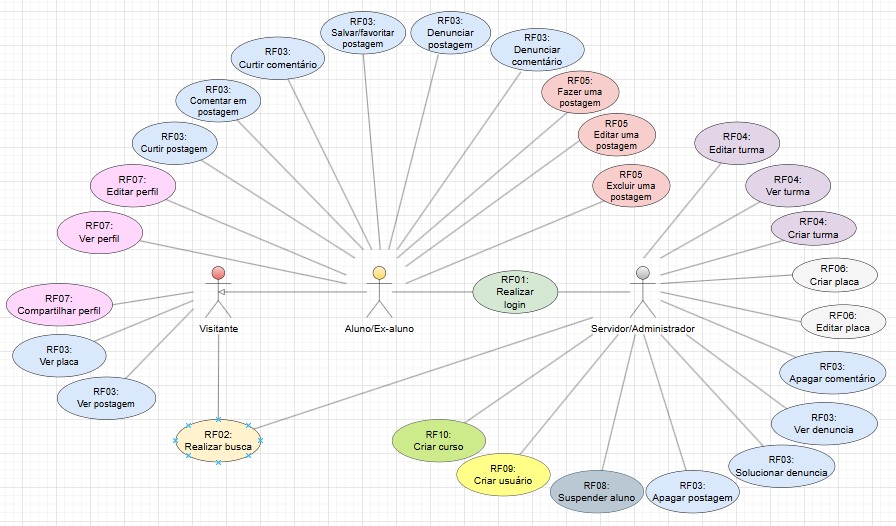 RF03:
Salvar/favoritar
postagem
RF03:
Denunciar
postagem
RF03:
Denunciar
comentário
RF03:
Curtir comentário
RF05:
Fazer uma
postagem
RF03:
Comentar em
postagem
RF05
Editar uma
postagem
RF03:
Curtir postagem
RF04:
Editar turma
RF07:
Editar perfil
RF05
Excluir uma
postagem
RF04:
Ver turma
RF07:
Ver perfil
RF04:
Criar turma
RF06:
Criar placa
RF01:
Realizar
login
RF07:
Compartilhar perfil
RF06:
Editar placa
Visitante
Aluno/Ex-aluno
Servidor/Administrador
RF03:
Ver placa
RF03:
Apagar comentário
RF03:
Ver postagem
RF03:
Ver denuncia
RF02:
Realizar busca
RF10:
Criar curso
RF03:
Solucionar denuncia
RF09:
Criar usuário
RF08:
Suspender aluno
RF03:
Apagar postagem